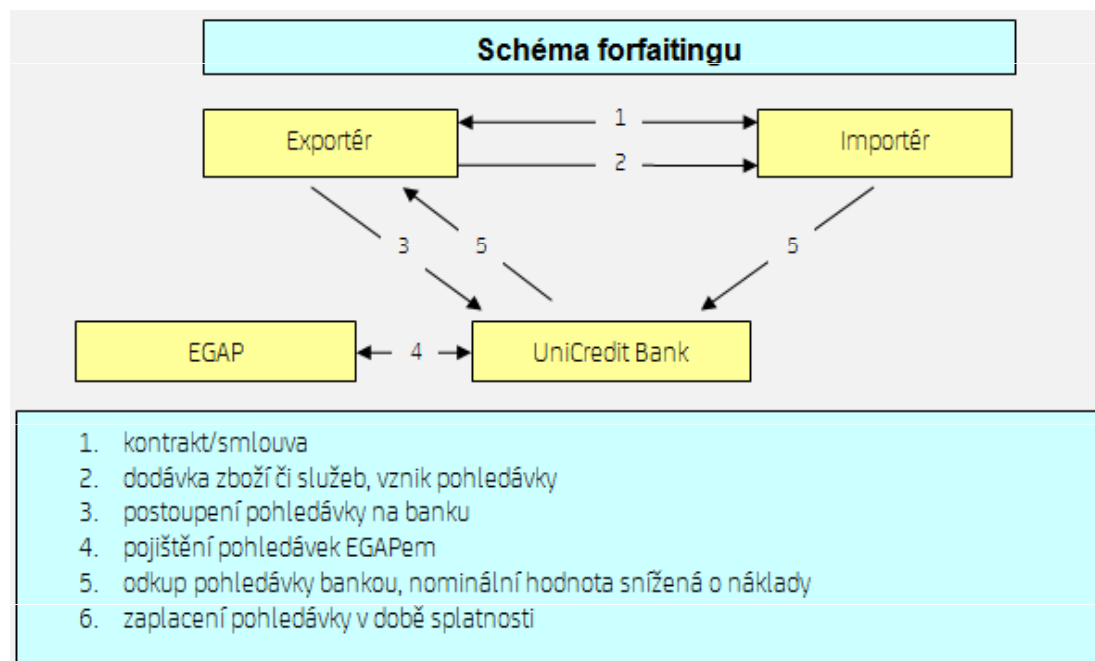 Schéma forfaitingu
Exportér
1
Importér
2
3
5
5
EGAP
4
UniCredit Bank
1. kontrakt/smlouva
2. dodávka zboží či služeb, vznik pohledávky
3. postoupení pohledávky na banku
4. pojištění pohledávek EGAPem
5. odkup pohledávky bankou, nominální hodnota snížená o náklady
6. zaplacení pohledávky v době splatnosti